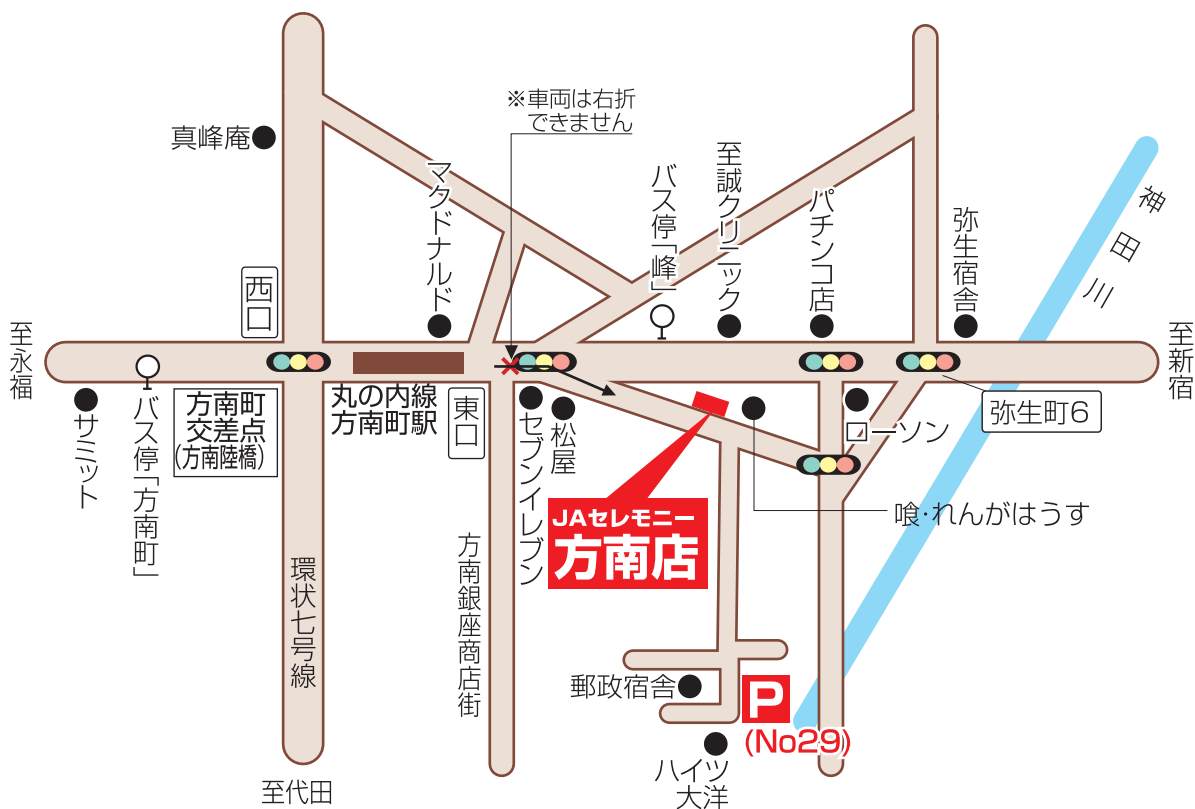 ※車両は右折
できません
真峰庵
マクドナルド
バス停「峰」
至誠クリニック
パチンコ店
弥生宿舎
神田川
西口
至永福
至新宿
サミット
バス停「方南町」
方南町
交差点
(方南陸橋)
丸の内線
方南町駅
東口
セブンイレブン
松屋
ソン
弥生町6
喰・れんがはうす
JAセレモニー
方南店
環状七号線
方南銀座商店街
郵政宿舎
P
(No29)
ハイツ
大洋
至代田